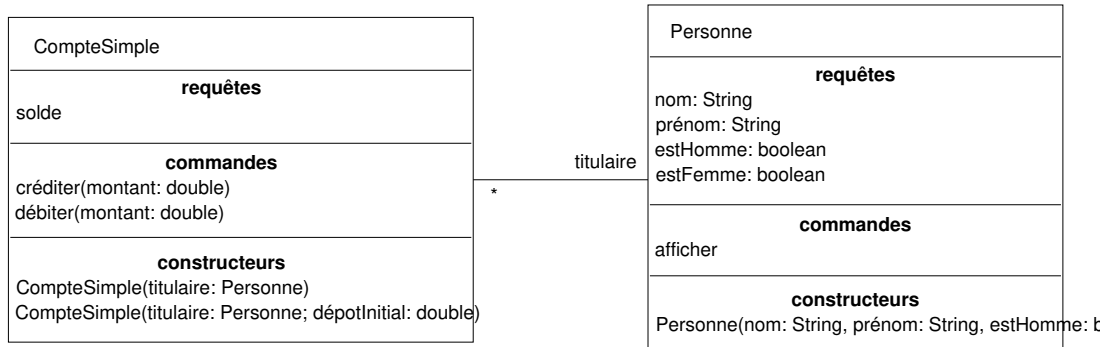 CompteSimple
requêtes
solde
commandes
créditer(montant: double)
débiter(montant: double)
constructeurs
CompteSimple(titulaire: Personne)
CompteSimple(titulaire: Personne; dépotInitial: double)
titulaire
*
Personne
requêtes
nom: String
prénom: String
estHomme: boolean
estFemme: boolean
commandes
afficher
constructeurs
Personne(nom: String, prénom: String, estHomme: b